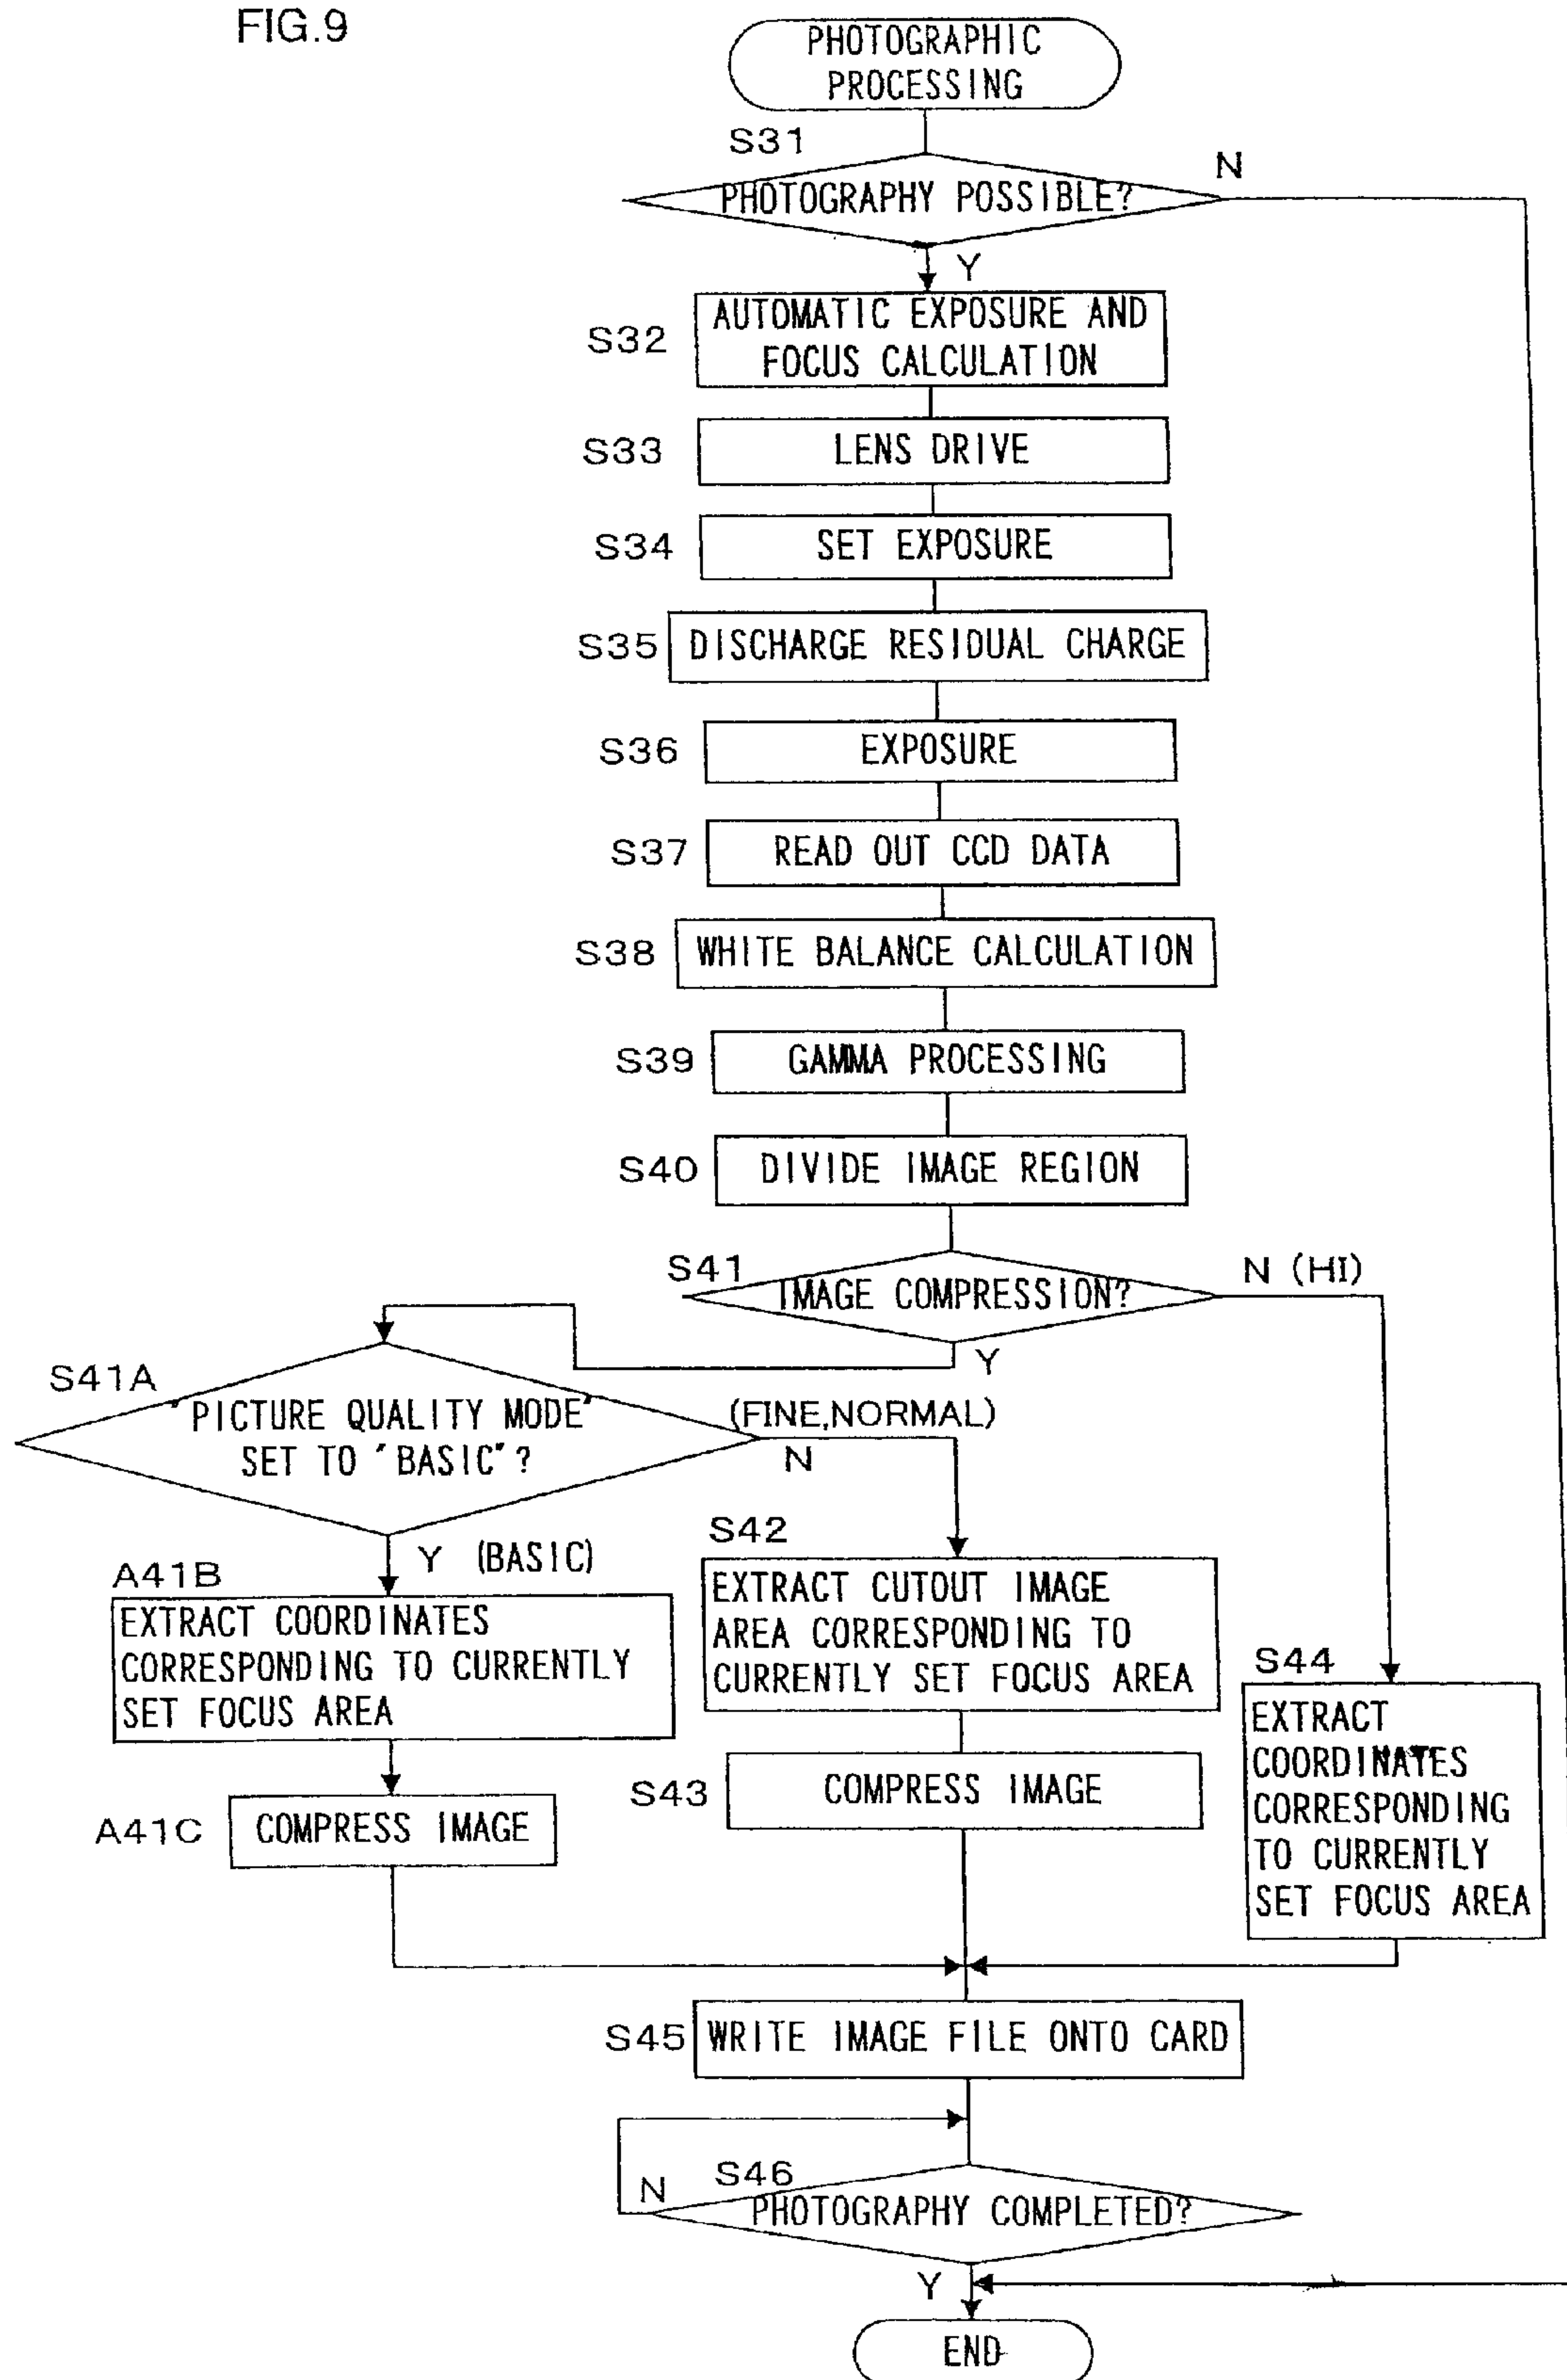 FIG.9
PHOTOGRAPHIC
PROCESSING
S31
PHOTOGRAPHY POSSIBLE?
N
Y
S32
AUTOMATIC EXPOSURE AND
FOCUS CALCULATION
S33
LENS DRIVE
S34
SET EXPOSURE
S35
DISCHARGE RESIDUAL CHARGE
S36
EXPOSURE
S37
READ OUT CCD DATA
S38
WHITE BALANCE CALCULATION
S39
GAMMA PROCESSING
S40
DIVIDE IMAGE REGION
S41
IMAGE COMPRESSION?
N (HI)
Y
S41A
"PICTURE QUALITY MODE"
SET TO "BASIC"?
(FINE,NORMAL)
N
Y (BASIC)
A41B
EXTRACT COORDINATES
CORRESPONDING TO CURRENTLY
SET FOCUS AREA
A41C
COMPRESS IMAGE
S42
EXTRACT CUTOUT IMAGE
AREA CORRESPONDING TO
CURRENTLY SET FOCUS AREA
S43
COMPRESS IMAGE
S44
EXTRACT
COORDINATES
CORRESPONDING
TO CURRENTLY
SET FOCUS AREA
S45
WRITE IMAGE FILE ONTO CARD
S46
N
PHOTOGRAPHY COMPLETED?
Y
END